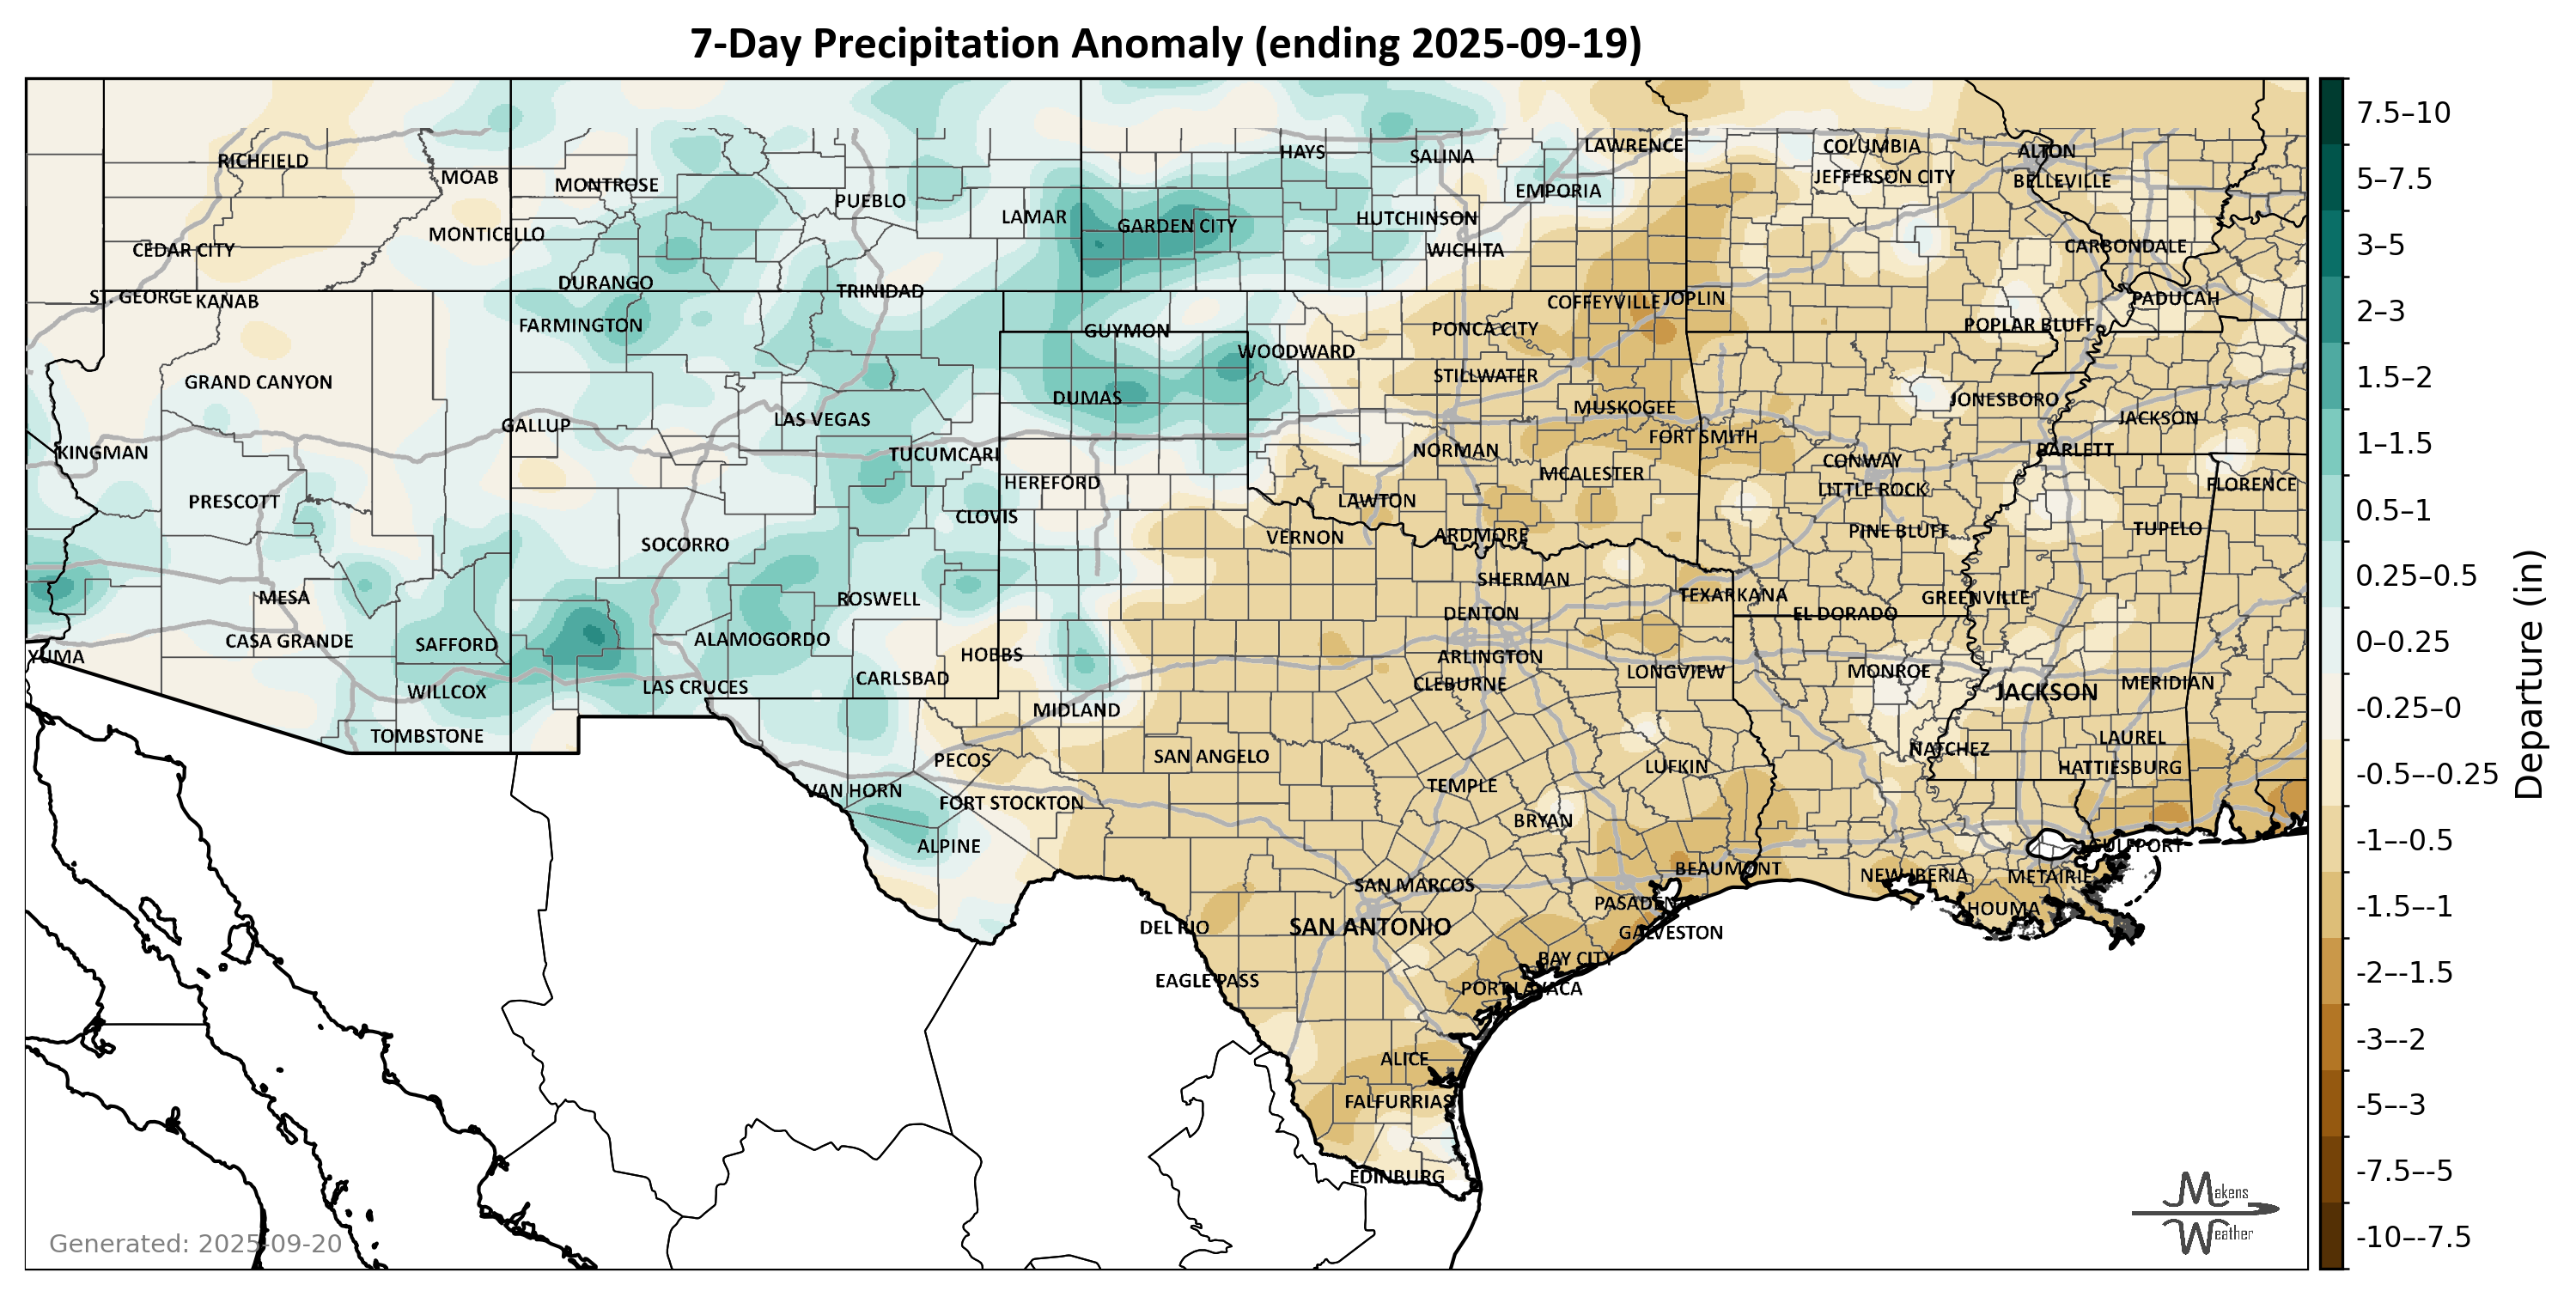 7-Day Precipitation Anomaly (ending 2025-09-19)
RICHFIELD
MOAB
MONTROSE
PUEBLO
LAMAR
HAYS
SALINA
LAWRENCE
EMPORIA
COLUMBIA
JEFFERSON CITY
ALTON
BELLEVILLE
CEDAR CITY
MONTICELLO
GARDEN CITY
HUTCHINSON
WICHITA
CARBONDALE
ST. GEORGE
KANAB
DURANGO
TRINIDAD
COFFEYVILLE
JOPLIN
PADUCAH
FARMINGTON
GUYMON
PONCA CITY
POPLAR BLUFF
WOODWARD
GRAND CANYON
DUMAS
STILLWATER
MUSKOGEE
JONESBORO
JACKSON
GALLUP
LAS VEGAS
KINGMAN
TUCUMCARI
NORMAN
FORT SMITH
BARLETT
CONWAY
MCALESTER
HEREFORD
LITTLE ROCK
FLORENCE
PRESCOTT
LAWTON
CLOVIS
SOCORRO
VERNON
ARDMORE
PINE BLUFF
TUPELO
SHERMAN
MESA
ROSWELL
TEXARKANA
GREENVILLE
DENTON
EL DORADO
CASA GRANDE
SAFFORD
ALAMOGORDO
YUMA
HOBBS
ARLINGTON
CARLSBAD
CLEBURNE
LONGVIEW
MONROE
MERIDIAN
WILLCOX
LAS CRUCES
JACKSON
MIDLAND
TOMBSTONE
PECOS
SAN ANGELO
LUFKIN
NATCHEZ
LAUREL
HATTIESBURG
VAN HORN
FORT STOCKTON
TEMPLE
BRYAN
ALPINE
GULFPORT
BEAUMONT
NEW IBERIA
METAIRIE
SAN MARCOS
PASADENA
HOUMA
DEL RIO
SAN ANTONIO
GALVESTON
BAY CITY
EAGLE PASS
PORT LAVACA
ALICE
FALFURRIAS
EDINBURG
Generated: 2025-09-20
Makens
Weather
7.5–10
5–7.5
3–5
2–3
1.5–2
1–1.5
0.5–1
0.25–0.5
0–0.25
-0.25–0
-0.5–-0.25
-1–-0.5
-1.5–-1
-2–-1.5
-3–-2
-5–-3
-7.5–-5
-10–-7.5
Departure (in)